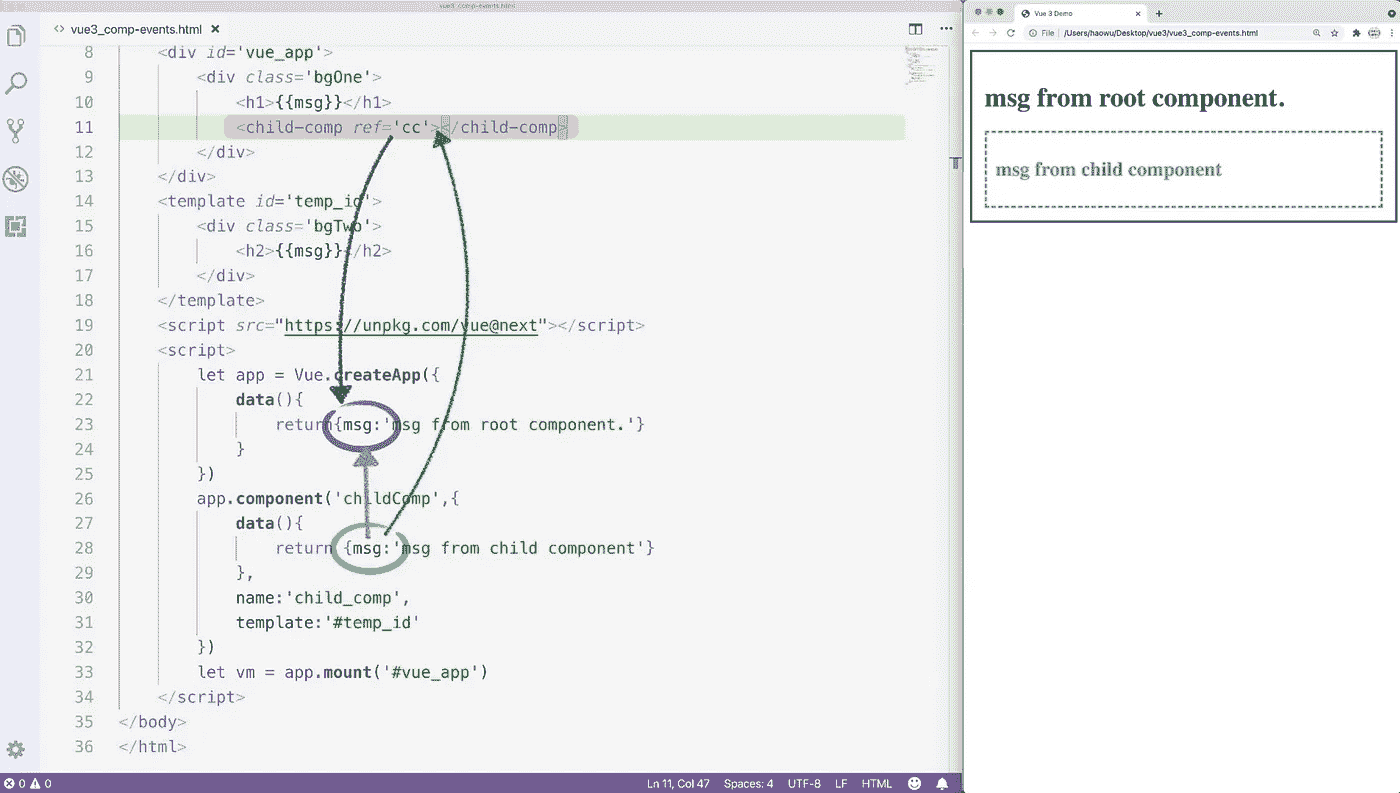 vue3_comp-events.html
<> vue3_comp-events.html ×
8 <div id='vue_app'>
9 <div class='bgOne'>
10 <h1>{{msg}}</h1>
11 <child-comp ref='cc'></child-comp>
12 </div>
13 </div>
14 <template id='temp_id'>
15 <div class='bgTwo'>
16 <h2>{{msg}}</h2>
17 </div>
18 </template>
19 <script src="https://unpkg.com/vue@next"></script>
20 <script>
21 let app = Vue.createApp({
22 data(){
23 return{msg:'msg from root component.'}
24 }
25 })
26 app.component('childComp',{
27 data(){
28 return {msg:'msg from child component'}
29 },
30 name:'child_comp',
31 template:'#temp_id'
32 })
33 let vm = app.mount('#vue_app')
34 </script>
35 </body>
36 </html>
0 0 Ln 11, Col 47 Spaces: 4 UTF-8 LF HTML
Vue 3 Demo
File /Users/haowu/Desktop/vue3/vue3_comp-events.html
msg from root component.
msg from child component